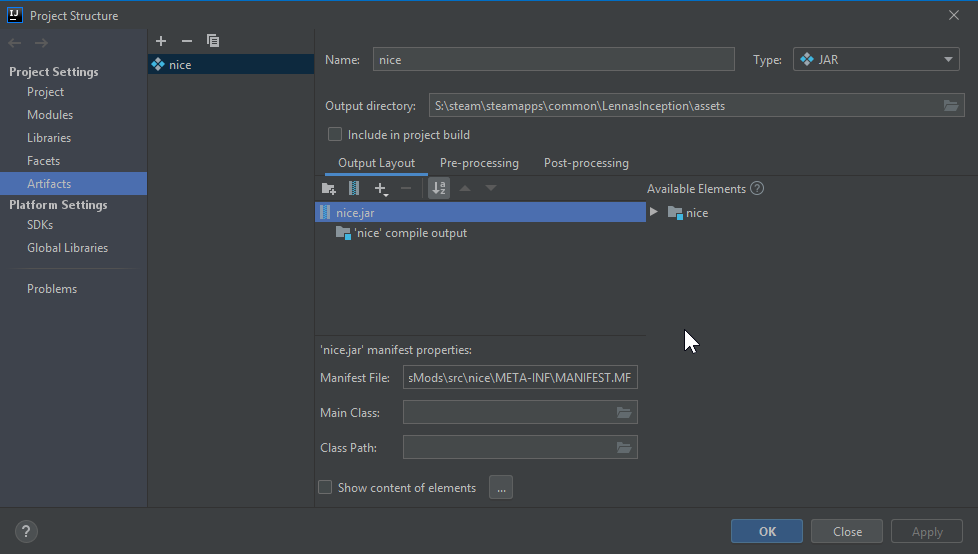 Project Structure
Project Settings
Project
Modules
Libraries
Facets
Artifacts
Platform Settings
SDKs
Global Libraries
Problems
nice
Name: nice Type: JAR
Output directory: S:\steam\steamapps\common\LennasInception\assets
Include in project build
Output Layout Pre-processing Post-processing
Available Elements ?
nice.jar
'nice' compile output
nice
'nice.jar' manifest properties:
Manifest File: sMods\src\nice\META-INF\MANIFEST.MF
Main Class:
Class Path:
Show content of elements ...
? OK Close Apply